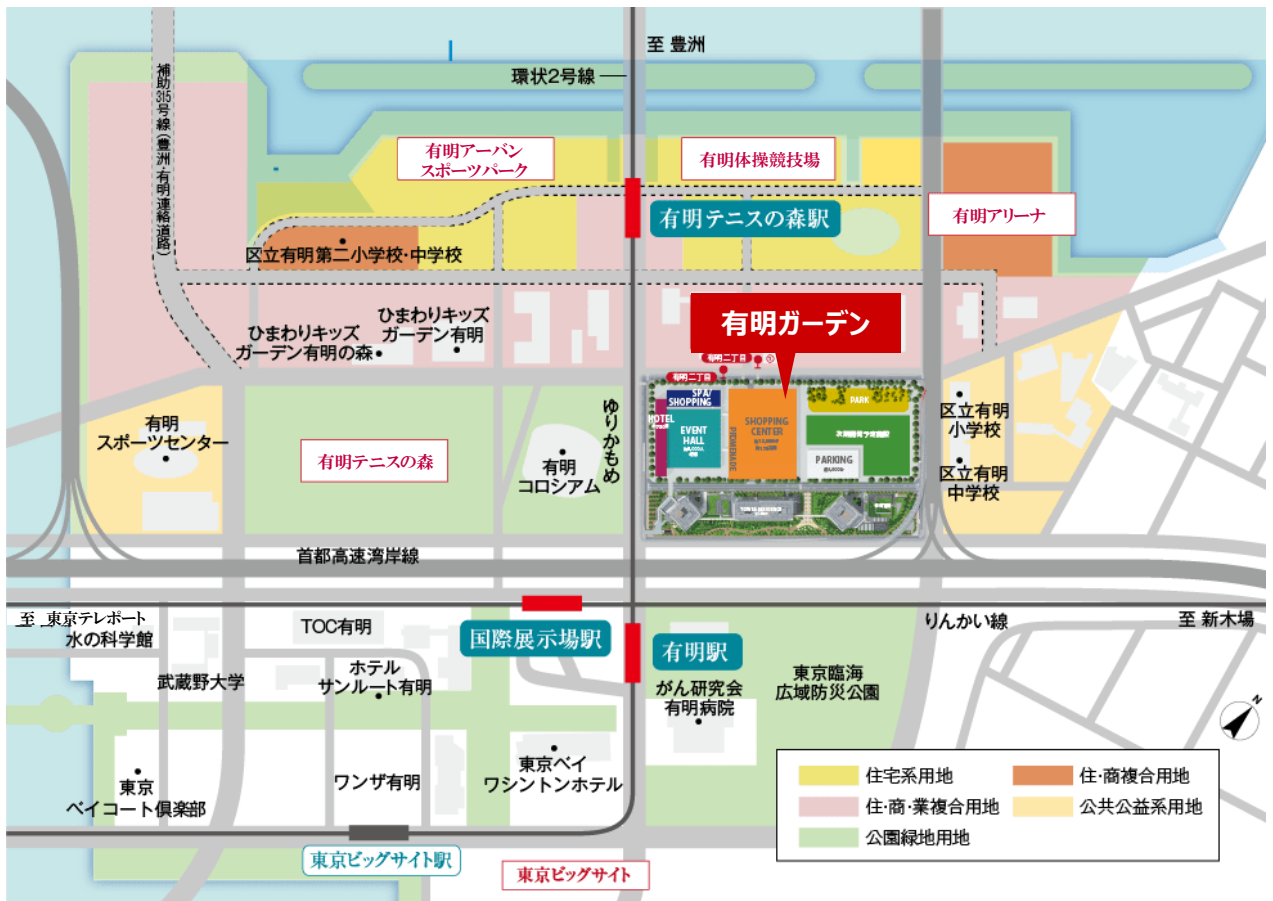 至 豊洲
環状2号線
補助315号線(豊洲・有明連絡道路)
有明アーバン
スポーツパーク
有明体操競技場
有明テニスの森駅
有明アリーナ
区立有明第二小学校・中学校
ひまわりキッズ
ガーデン有明
ひまわりキッズ
ガーデン有明の森
有明ガーデン
有明二丁目
有明二丁目
SPA/
SHOPPING
HOTEL
EVENT
HALL
PROMENADE
SHOPPING
CENTER
PARK
PARKING
区立有明
小学校
区立有明
中学校
有明
スポーツセンター
有明テニスの森
有明
コロシアム
ゆりかもめ
首都高速湾岸線
至 東京テレポート
りんかい線
至 新木場
水の科学館
TOC有明
国際展示場駅
有明駅
武蔵野大学
ホテル
サンルート有明
がん研究会
有明病院
東京臨海
広域防災公園
N
東京
ベイコート倶楽部
ワンザ有明
東京ベイ
ワシントンホテル
東京ビッグサイト駅
東京ビッグサイト
住宅系用地
住・商複合用地
住・商・業複合用地
公共公益系用地
公園緑地用地